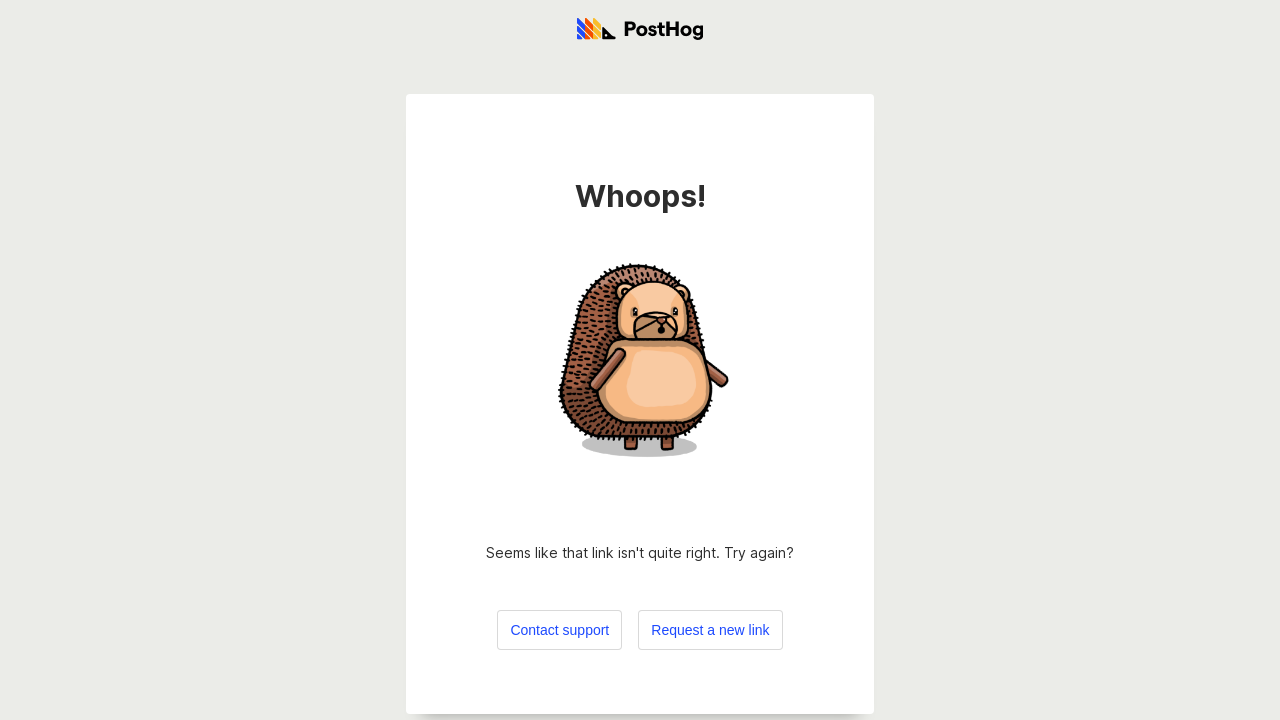 PostHog
Whoops!
Seems like that link isn't quite right. Try again?
Contact support
Request a new link